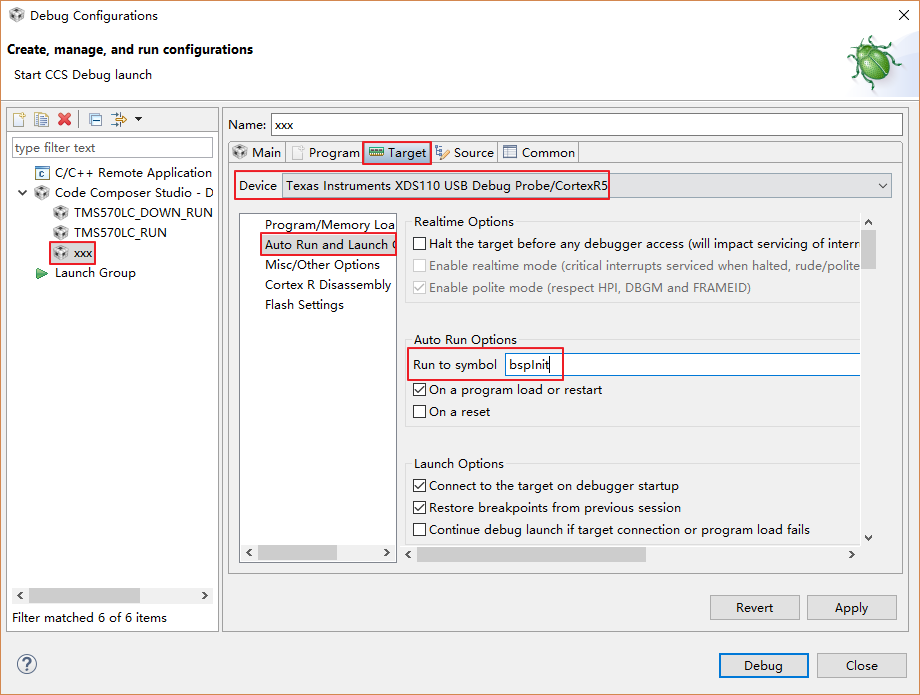 Debug Configurations
Create, manage, and run configurations
Start CCS Debug launch
type filter text
C/C++ Remote Application
Code Composer Studio - D
TMS570LC_DOWN_RUN
TMS570LC_RUN
xxx
Launch Group
Filter matched 6 of 6 items
Name: xxx
Main Program Target Source Common
Device Texas Instruments XDS110 USB Debug Probe/CortexR5
Program/Memory Loa
Auto Run and Launch
Misc/Other Options
Cortex R Disassembly
Flash Settings
Realtime Options
Halt the target before any debugger access (will impact servicing of interr
Enable realtime mode (critical interrupts serviced when halted, rude/polite
Enable polite mode (respect HPI, DBGM and FRAMEID)
Auto Run Options
Run to symbol bspInit
On a program load or restart
On a reset
Launch Options
Connect to the target on debugger startup
Restore breakpoints from previous session
Continue debug launch if target connection or program load fails
Revert Apply
? Debug Close